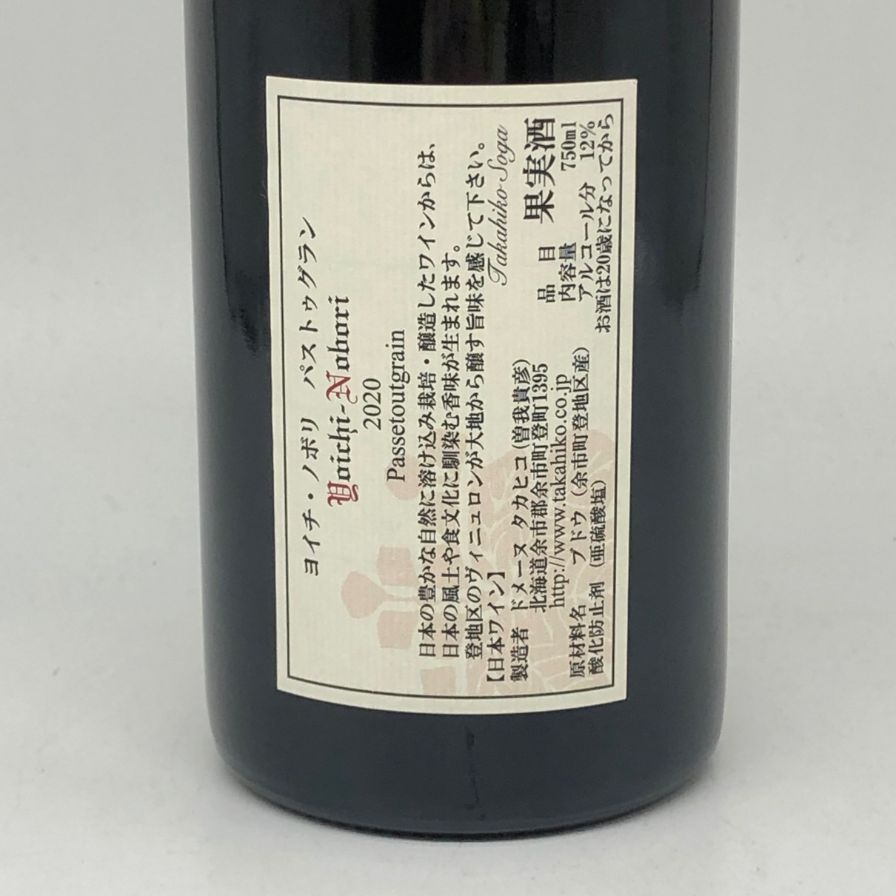 ヨイチ・ノボリ　パストゥグラン
Yoichi-Nobori
2020
Passetoutgrain
日本の豊かな自然に溶け込み栽培・醸造したワインからは、
日本の風土や食文化に馴染む香味が生まれます。
登地区のヴィニュロンが大地から醸す旨味を感じて下さい。
Takahiko Soga
【日本ワイン】
製造者　ドメーヌ タカヒコ(曽我貴彦)
北海道余市郡余市町登町1395
http://www.takahiko.co.jp
原材料名　ブドウ（余市町登地区産）
酸化防止剤（亜硫酸塩）
品　目　果実酒
内容量　750ml
アルコール分　12%
お酒は20歳になってから